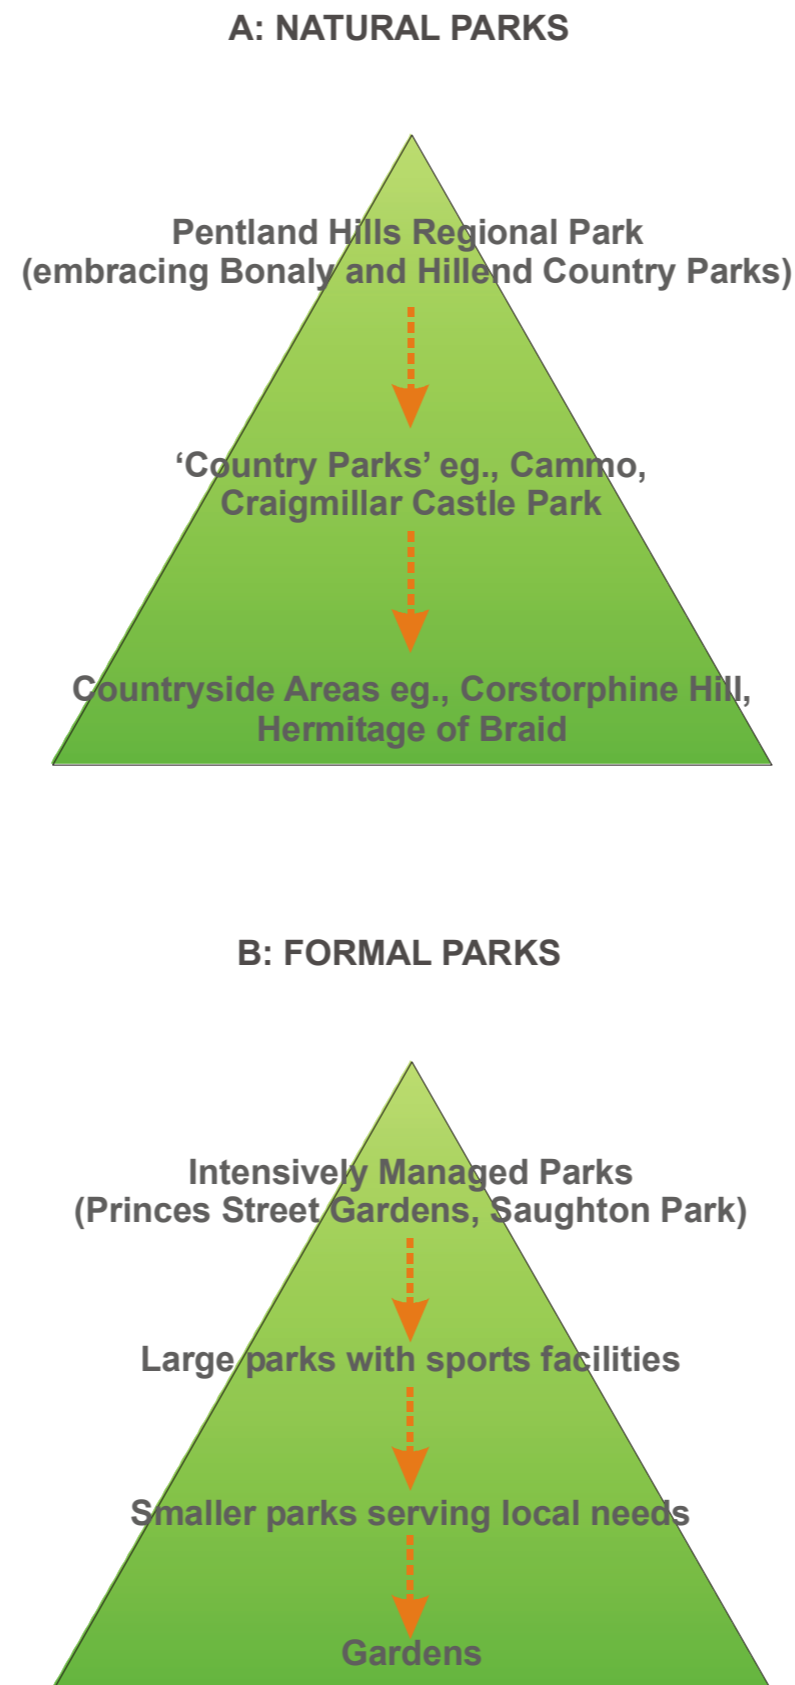 A: NATURAL PARKS
Pentland Hills Regional Park
(embracing Bonaly and Hillend Country Parks)
‘Country Parks’ eg., Cammo,
Craigmillar Castle Park
Countryside Areas eg., Corstorphine Hill,
Hermitage of Braid
B: FORMAL PARKS
Intensively Managed Parks
(Princes Street Gardens, Saughton Park)
Large parks with sports facilities
Smaller parks serving local needs
Gardens